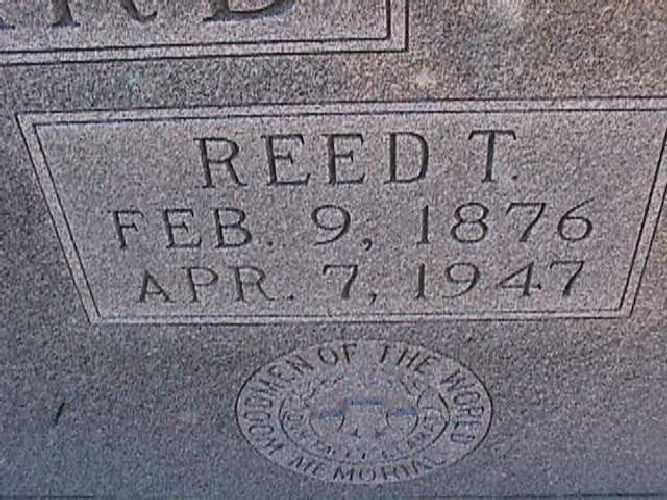 REED T.
FEB. 9, 1876
APR. 7, 1947
WOODMEN OF THE WORLD
MEMORIAL